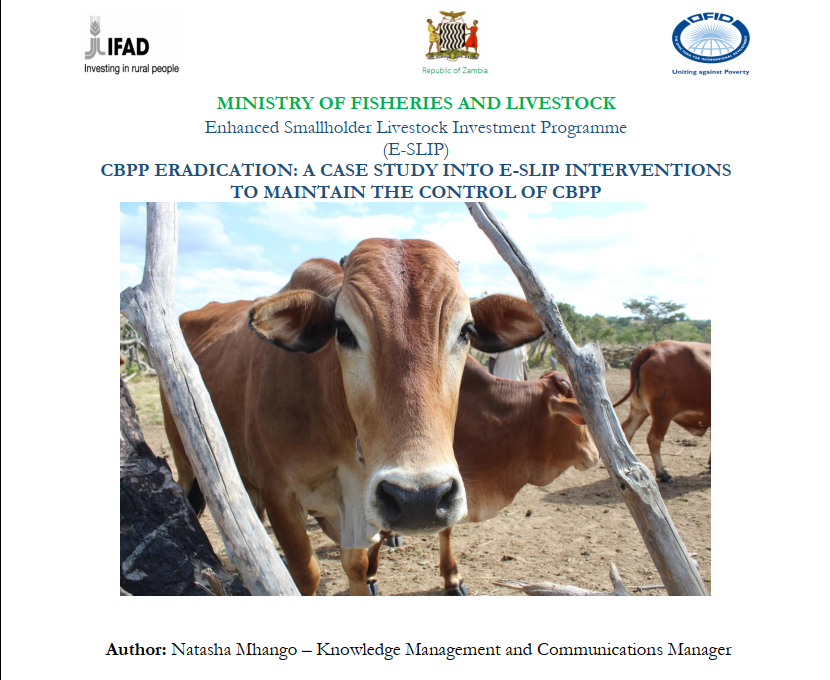 IFAD
Investing in rural people
Republic of Zambia
OFID
Uniting against Poverty
MINISTRY OF FISHERIES AND LIVESTOCK
Enhanced Smallholder Livestock Investment Programme
(E-SLIP)
CBPP ERADICATION: A CASE STUDY INTO E-SLIP INTERVENTIONS
TO MAINTAIN THE CONTROL OF CBPP
Author: Natasha Mhango – Knowledge Management and Communications Manager